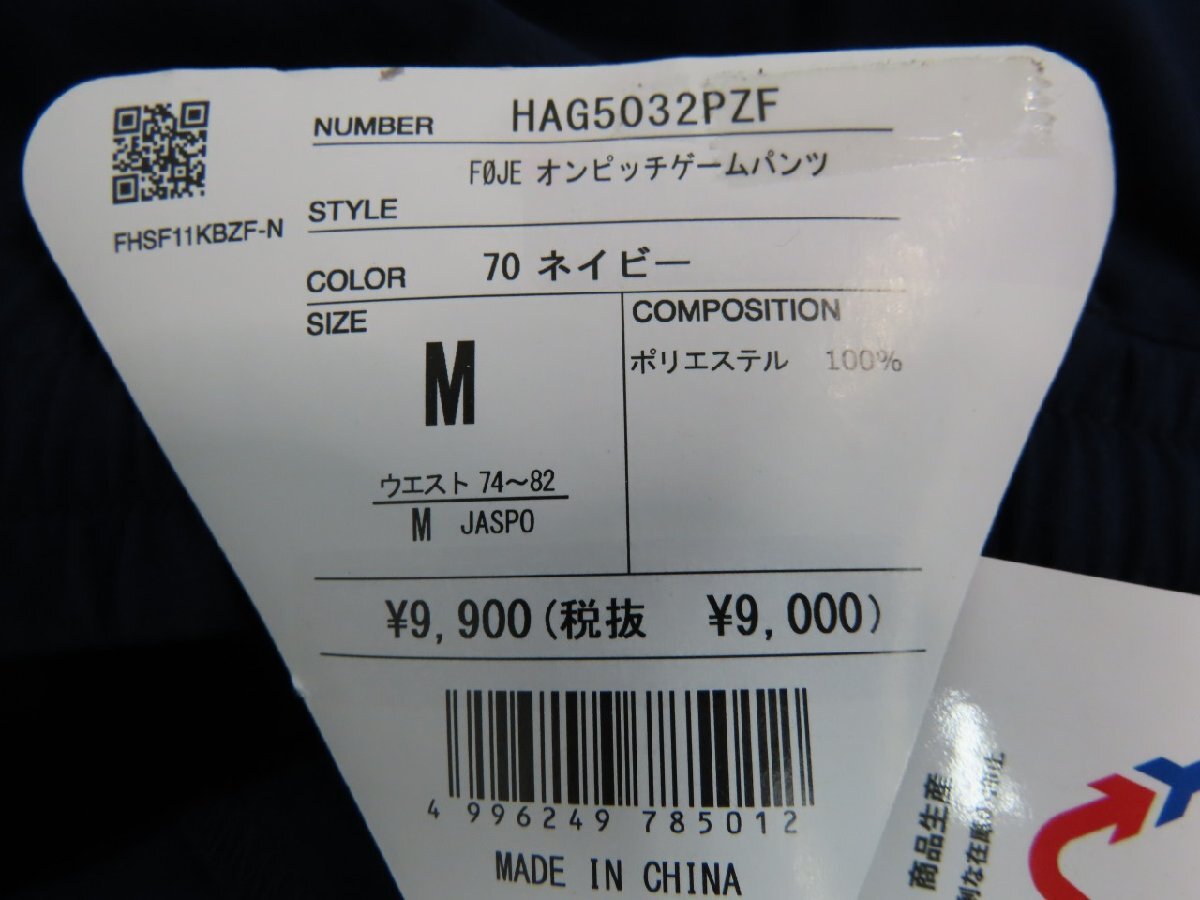 NUMBER HAG5032PZF
FØJE オンピッチゲームパンツ
FHSF11KBZF-N
STYLE
COLOR 70 ネイビー
SIZE
COMPOSITION
M
ポリエステル 100%
ウエスト 74～82
M JASPO
¥9,900(税抜 ¥9,000)
4 996249 785012
MADE IN CHINA
商品生産